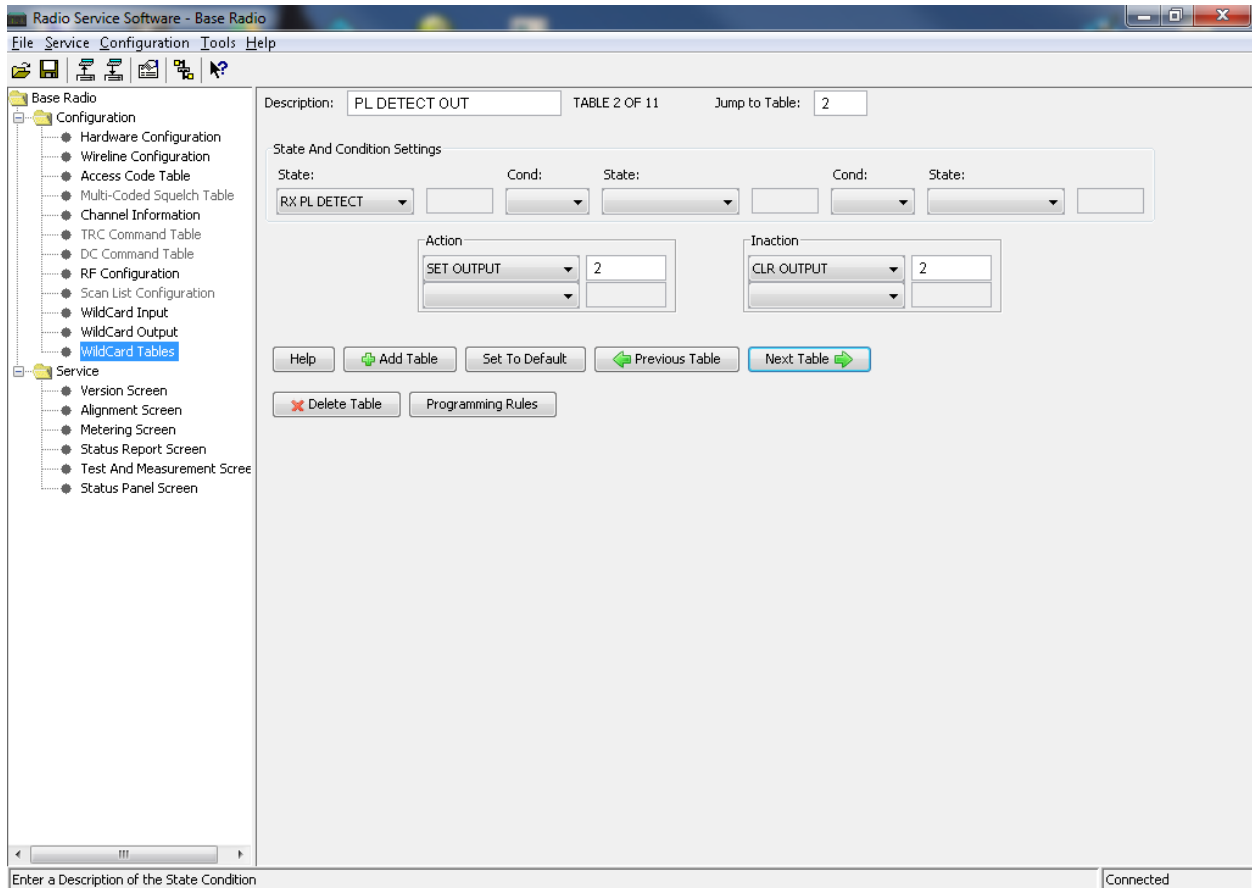 Radio Service Software - Base Radio
File Service Configuration Tools Help
Base Radio
Configuration
Hardware Configuration
Wireline Configuration
Access Code Table
Multi-Coded Squelch Table
Channel Information
TRC Command Table
DC Command Table
RF Configuration
Scan List Configuration
WildCard Input
WildCard Output
WildCard Tables
Service
Version Screen
Alignment Screen
Metering Screen
Status Report Screen
Test And Measurement Scree
Status Panel Screen
Description: PL DETECT OUT TABLE 2 OF 11 Jump to Table: 2
State And Condition Settings
State: Cond: State: Cond: State:
RX PL DETECT
Action Inaction
SET OUTPUT 2 CLR OUTPUT 2
Help Add Table Set To Default Previous Table Next Table
Delete Table Programming Rules
Enter a Description of the State Condition Connected